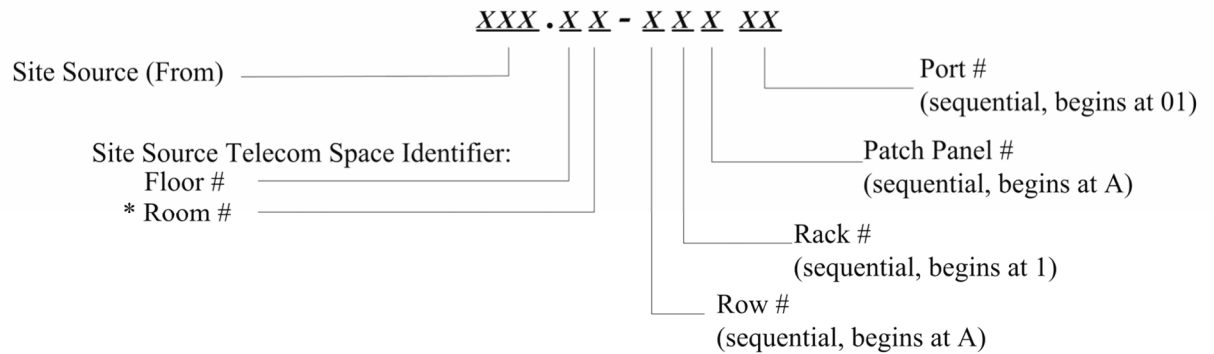 XXX.XX-XXX XX
Site Source (From)
Port #
(sequential, begins at 01)
Site Source Telecom Space Identifier:
Floor #
* Room #
Patch Panel #
(sequential, begins at A)
Rack #
(sequential, begins at 1)
Row #
(sequential, begins at A)